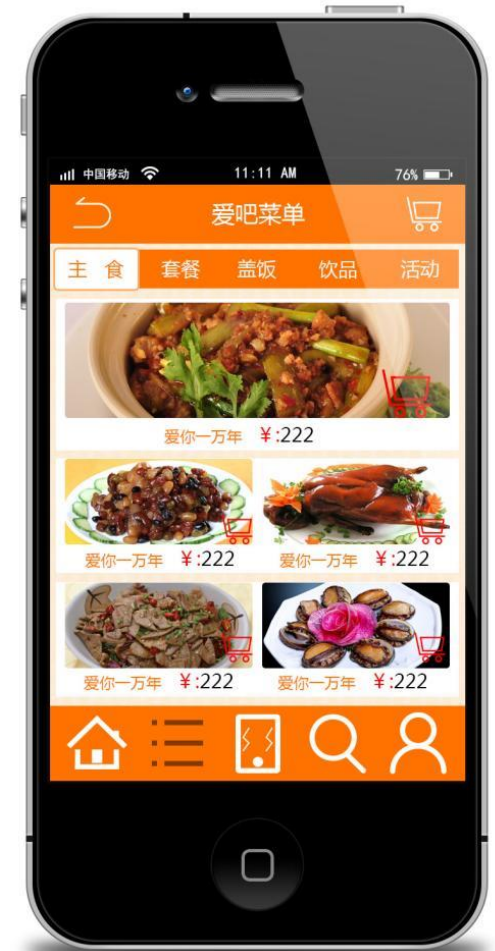 中国移动 11:11 AM 76%
爱吧菜单
主 食 套餐 盖饭 饮品 活动
爱你一万年 ¥:222
爱你一万年 ¥:222 爱你一万年 ¥:222
爱你一万年 ¥:222 爱你一万年 ¥:222